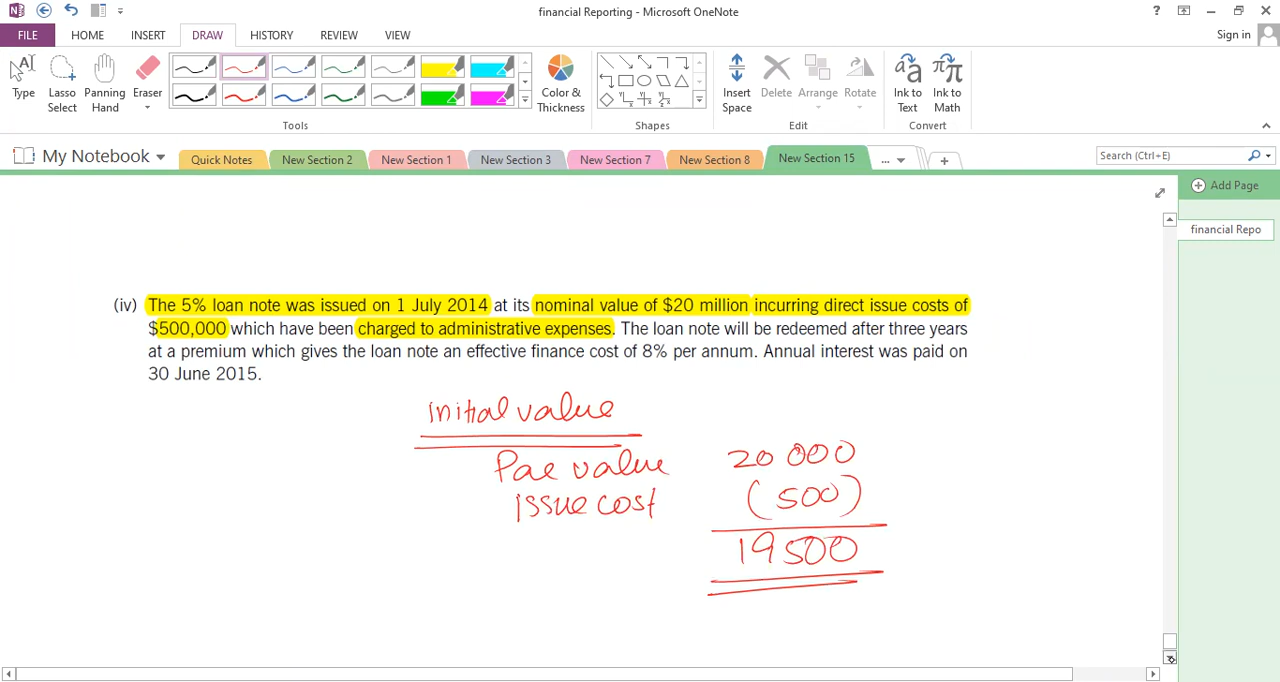 financial Reporting - Microsoft OneNote
Sign in
FILE HOME INSERT DRAW HISTORY REVIEW VIEW
Type
Lasso Select
Panning Hand
Eraser
Color & Thickness
Insert Space
Delete
Arrange
Rotate
Ink to Text
Ink to Math
Tools
Shapes
Edit
Convert
My Notebook
Quick Notes
New Section 2
New Section 1
New Section 3
New Section 7
New Section 8
New Section 15
...
Search (Ctrl+E)
Add Page
financial Repo
(iv) The 5% loan note was issued on 1 July 2014 at its nominal value of $20 million incurring direct issue costs of
$500,000 which have been charged to administrative expenses. The loan note will be redeemed after three years
at a premium which gives the loan note an effective finance cost of 8% per annum. Annual interest was paid on
30 June 2015.
initial value
Pae value 20 000
issue cost (500)
19500